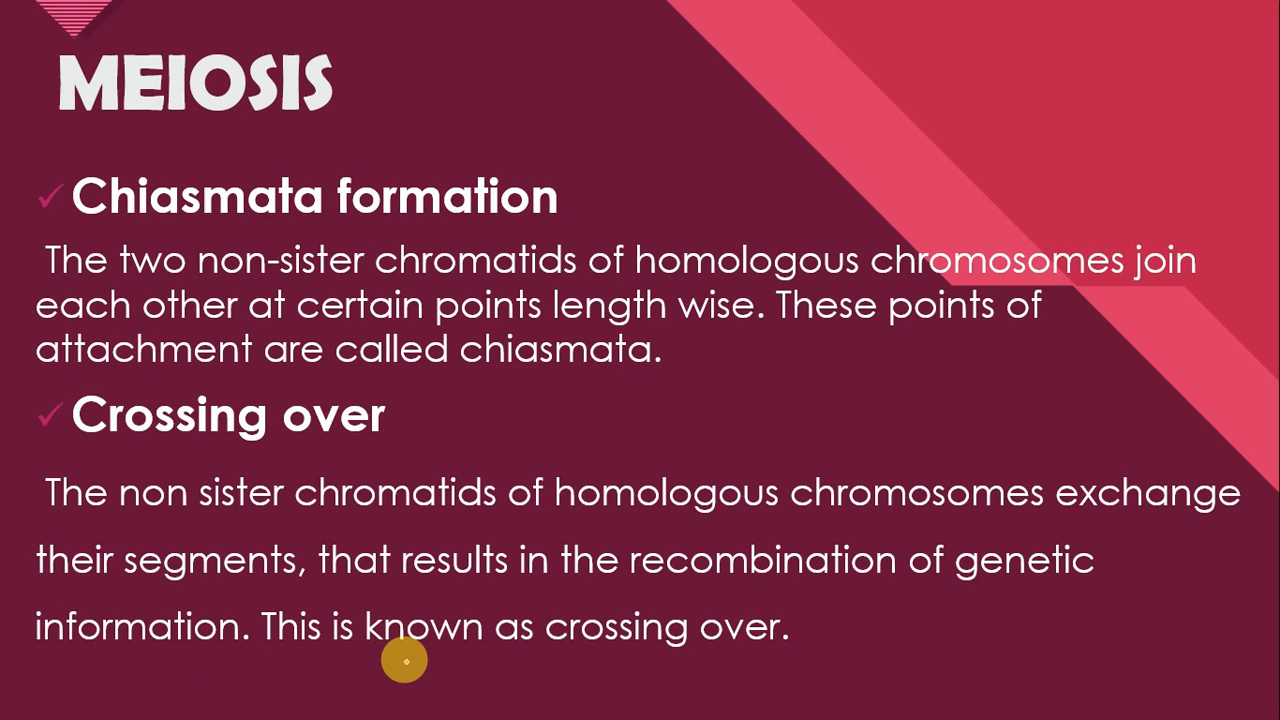 MEIOSIS
Chiasmata formation
The two non-sister chromatids of homologous chromosomes join
each other at certain points length wise. These points of
attachment are called chiasmata.
Crossing over
The non sister chromatids of homologous chromosomes exchange
their segments, that results in the recombination of genetic
information. This is known as crossing over.